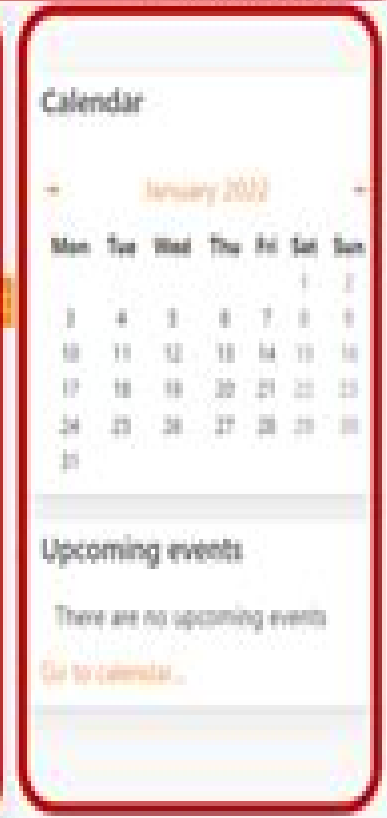 Calendar
January 2022
Mon Tue Wed Thu Fri Sat Sun
1 2
3 4 5 6 7 8 9
10 11 12 13 14 15 16
17 18 19 20 21 22 23
24 25 26 27 28 29 30
31
Upcoming events
There are no upcoming events
Go to calendar...